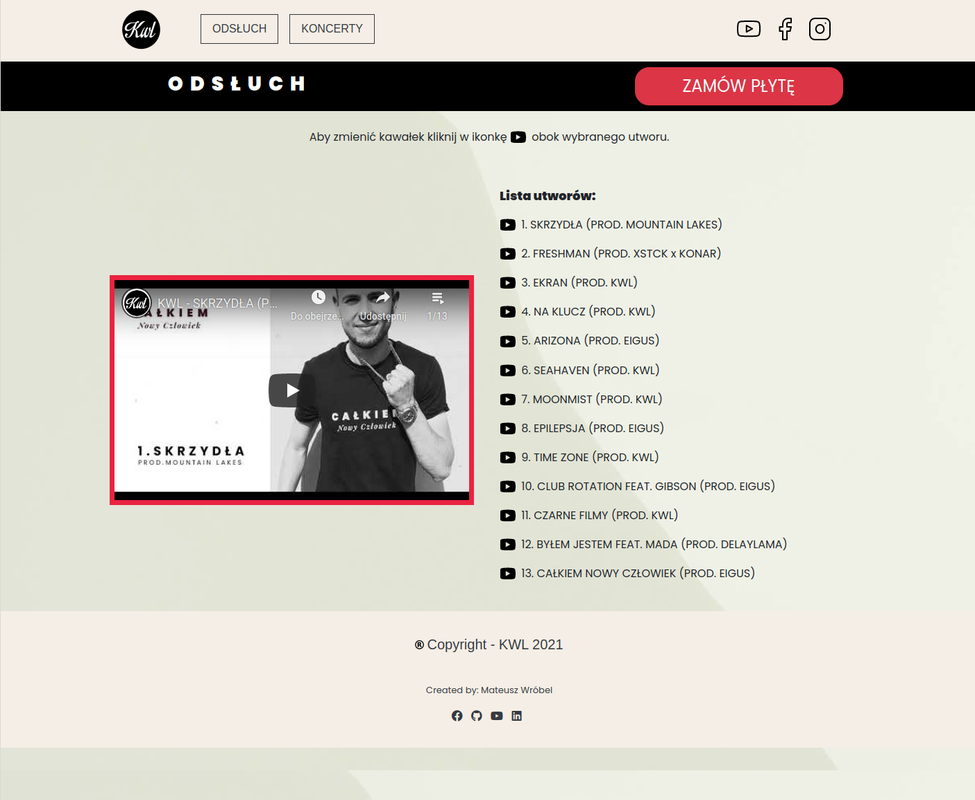 Kwl
ODSŁUCH
KONCERTY
ODSŁUCH
ZAMÓW PŁYTĘ
Aby zmienić kawałek kliknij w ikonkę obok wybranego utworu.
Lista utworów:
1. SKRZYDŁA (PROD. MOUNTAIN LAKES)
2. FRESHMAN (PROD. XSTCK x KONAR)
3. EKRAN (PROD. KWL)
4. NA KLUCZ (PROD. KWL)
5. ARIZONA (PROD. EIGUS)
6. SEAHAVEN (PROD. KWL)
7. MOONMIST (PROD. KWL)
8. EPILEPSJA (PROD. EIGUS)
9. TIME ZONE (PROD. KWL)
10. CLUB ROTATION FEAT. GIBSON (PROD. EIGUS)
11. CZARNE FILMY (PROD. KWL)
12. BYŁEM JESTEM FEAT. MADA (PROD. DELAYLAMA)
13. CAŁKIEM NOWY CZŁOWIEK (PROD. EIGUS)
Kwl
KWL - SKRZYDŁA (P...
Do obejrze...
Udostępnij
1/13
Nowy Człowiek
CAŁKIEM
Nowy Człowiek
1.SKRZYDŁA
PROD.MOUNTAIN LAKES
® Copyright - KWL 2021
Created by: Mateusz Wróbel